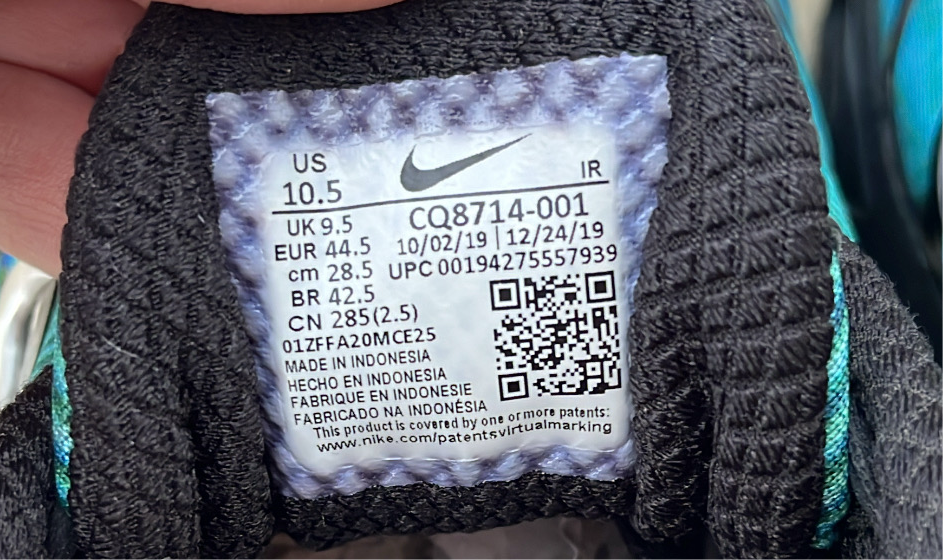 US
10.5
IR
UK 9.5
EUR 44.5
cm 28.5
BR 42.5
CN 285(2.5)
CQ8714-001
10/02/19 | 12/24/19
UPC 00194275557939
01ZFFA20MCE25
MADE IN INDONESIA
HECHO EN INDONESIA
FABRIQUE EN INDONESIE
FABRICADO NA INDONÉSIA
This product is covered by one or more patents:
www.nike.com/patentsvirtualmarking